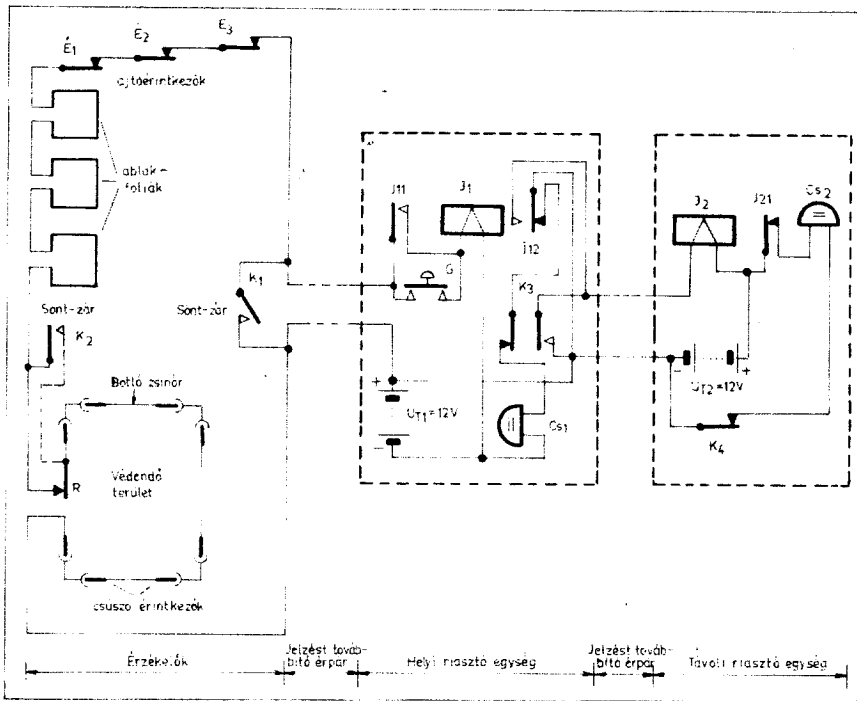 É1
É2
E3
ajtóérintkezők
ablak-
fóliák
Sönt-zár
K2
Botló zsinór
Védendő
terület
R
csúszó érintkezők
K1
Sönt-zár
J11
J1
j12
G
K3
+
UT1=12V
-
Cs1
J2
J21
Cs2
-
+
UT2=12V
K4
Érzékelők
Jelzést továb-
bító érpár
Helyi riasztó egység
Jelzést továb-
bító érpár
Távoli riasztó egység